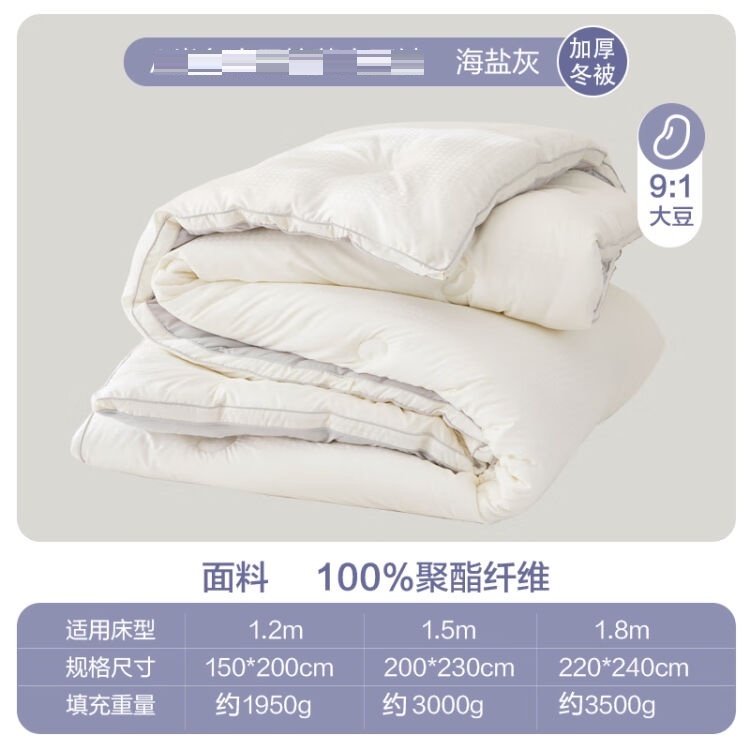 海盐灰
加厚
冬被
9:1
大豆
面料 100%聚酯纤维
适用床型 1.2m 1.5m 1.8m
规格尺寸 150*200cm 200*230cm 220*240cm
填充重量 约1950g 约3000g 约3500g